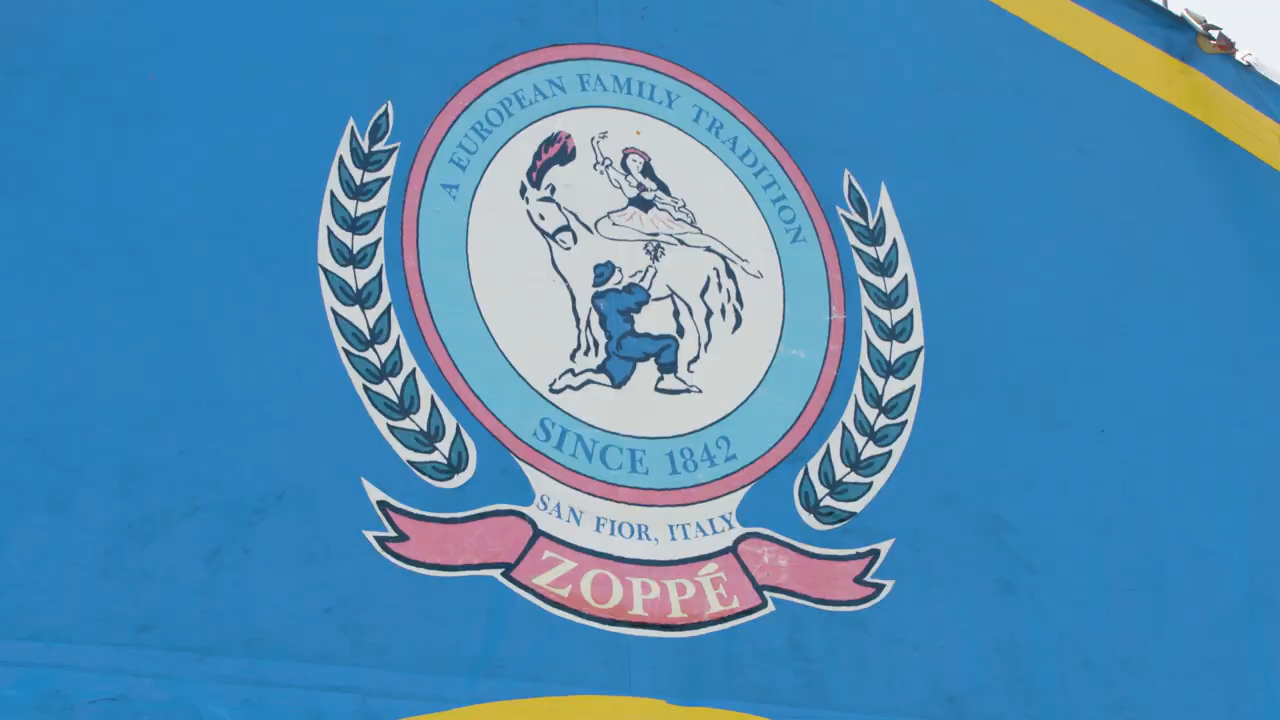 A EUROPEAN FAMILY TRADITION
SINCE 1842
SAN FIOR, ITALY
ZOPPÉ